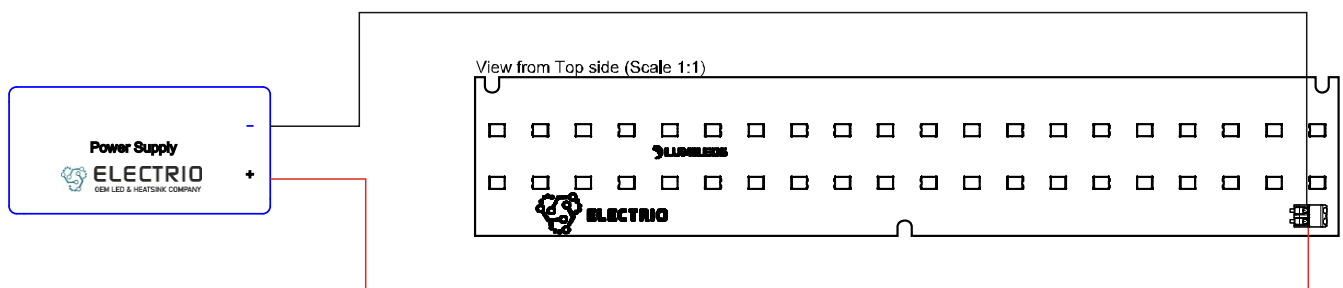 View from Top side (Scale 1:1)
-
Power Supply
ELECTRIO
OEM LED & HEATSINK COMPANY
+
LUMILEDS
ELECTRIO